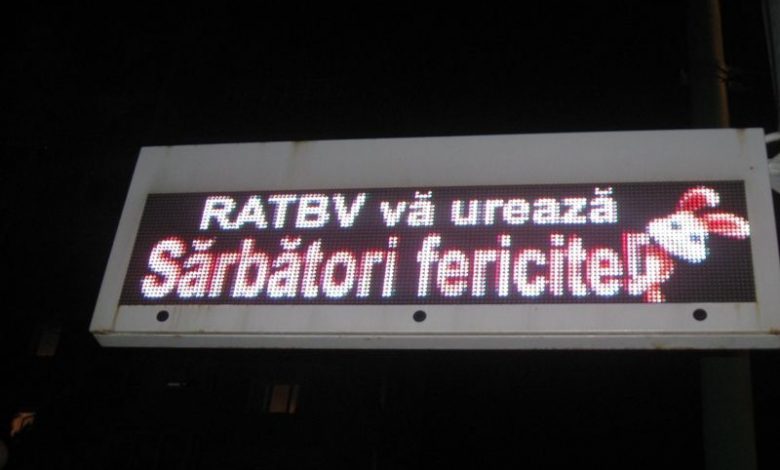 RATBV vă urează
Sărbători fericite